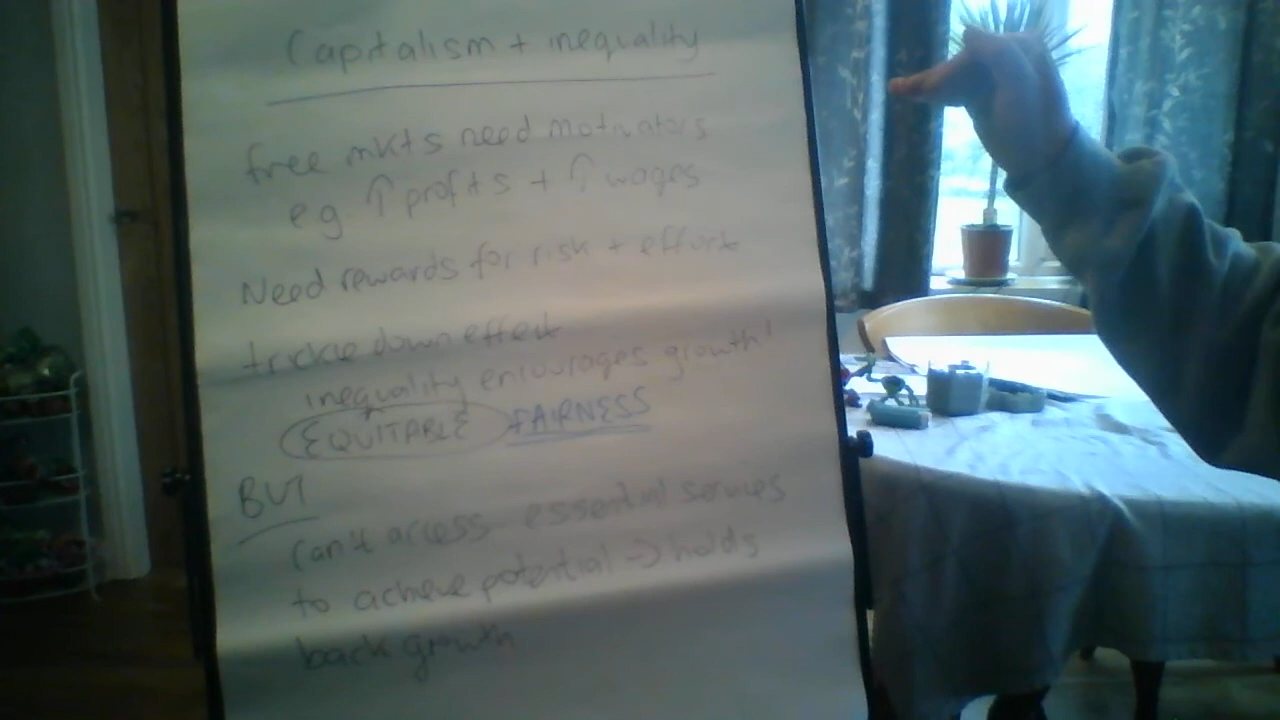 Capitalism + inequality
free mkts need motivators
eg ↑ profits + ↑ wages
Need rewards for risk + effort
trickle down effect
inequality encourages growth!
EQUITABLE FAIRNESS
BUT
Can't access essential services
to achieve potential → holds
back growth